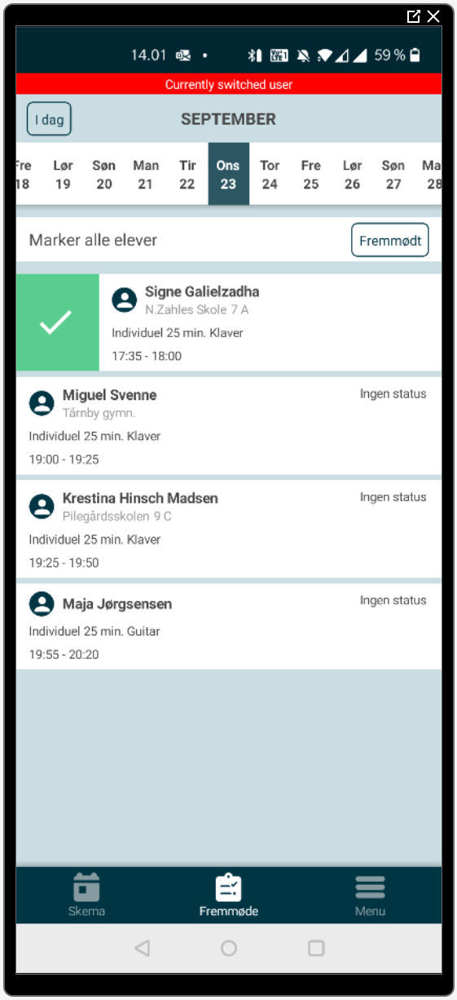 14.01 59 %
Currently switched user
I dag SEPTEMBER
Fre Lør Søn Man Tir Ons Tor Fre Lør Søn Ma
18 19 20 21 22 23 24 25 26 27 28
Marker alle elever Fremmødt
Signe Galielzadha
N.Zahles Skole 7 A
Individuel 25 min. Klaver
17:35 - 18:00
Miguel Svenne Ingen status
Tårnby gymn.
Individuel 25 min. Klaver
19:00 - 19:25
Krestina Hinsch Madsen Ingen status
Pilegårdsskolen 9 C
Individuel 25 min. Klaver
19:25 - 19:50
Maja Jørgsensen Ingen status
Individuel 25 min. Guitar
19:55 - 20:20
Skema Fremmøde Menu